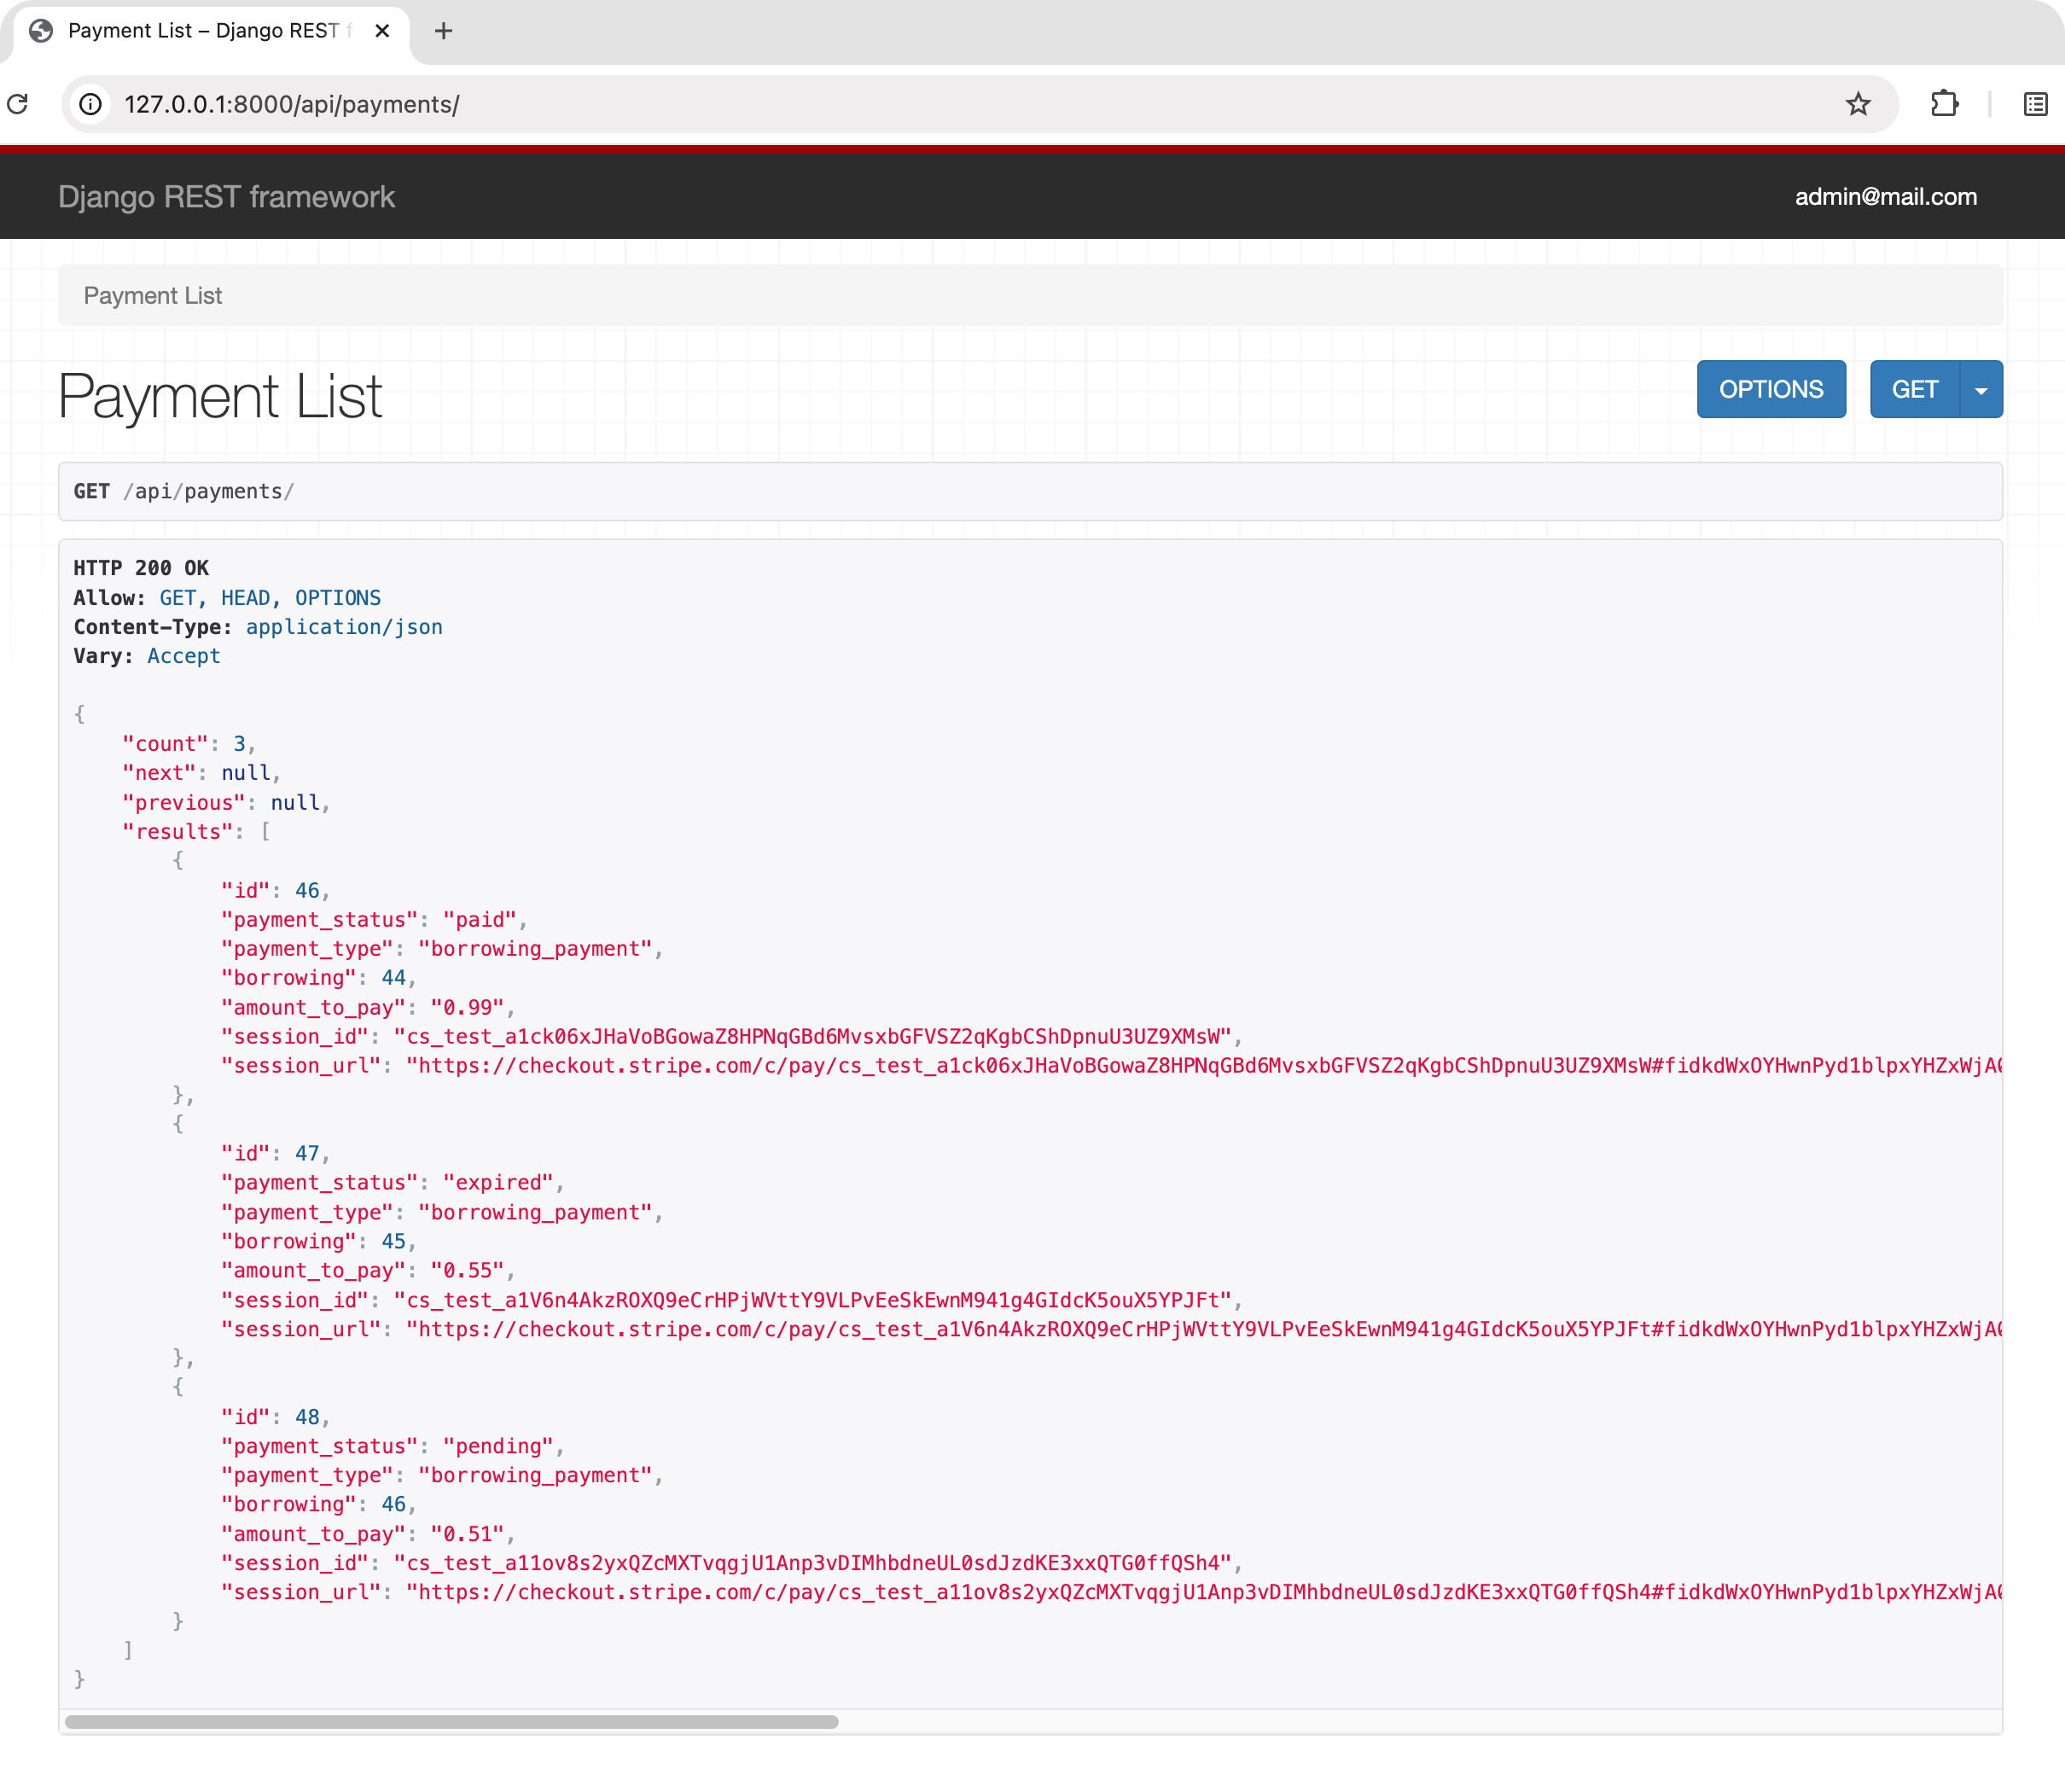 Payment List – Django REST f
127.0.0.1:8000/api/payments/
Django REST framework
admin@mail.com
Payment List
Payment List
OPTIONS
GET
GET /api/payments/
HTTP 200 OK
Allow: GET, HEAD, OPTIONS
Content-Type: application/json
Vary: Accept
{
    "count": 3,
    "next": null,
    "previous": null,
    "results": [
        {
            "id": 46,
            "payment_status": "paid",
            "payment_type": "borrowing_payment",
            "borrowing": 44,
            "amount_to_pay": "0.99",
            "session_id": "cs_test_a1ck06xJHaVoBGowaZ8HPNqGBd6MvsxbGFVSZ2qKgbCShDpnuU3UZ9XMsW",
            "session_url": "https://checkout.stripe.com/c/pay/cs_test_a1ck06xJHaVoBGowaZ8HPNqGBd6MvsxbGFVSZ2qKgbCShDpnuU3UZ9XMsW#fidkdWxOYHwnPyd1blpxYHZxWjA
        },
        {
            "id": 47,
            "payment_status": "expired",
            "payment_type": "borrowing_payment",
            "borrowing": 45,
            "amount_to_pay": "0.55",
            "session_id": "cs_test_a1V6n4AkzROXQ9eCrHPjWVttY9VLPvEeSkEwnM941g4GIdcK5ouX5YPJFt",
            "session_url": "https://checkout.stripe.com/c/pay/cs_test_a1V6n4AkzROXQ9eCrHPjWVttY9VLPvEeSkEwnM941g4GIdcK5ouX5YPJFt#fidkdWxOYHwnPyd1blpxYHZxWjA
        },
        {
            "id": 48,
            "payment_status": "pending",
            "payment_type": "borrowing_payment",
            "borrowing": 46,
            "amount_to_pay": "0.51",
            "session_id": "cs_test_a11ov8s2yxQZcMXTvqgjU1Anp3vDIMhbdneUL0sdJzdKE3xxQTG0ffQSh4",
            "session_url": "https://checkout.stripe.com/c/pay/cs_test_a11ov8s2yxQZcMXTvqgjU1Anp3vDIMhbdneUL0sdJzdKE3xxQTG0ffQSh4#fidkdWxOYHwnPyd1blpxYHZxWjA
        }
    ]
}